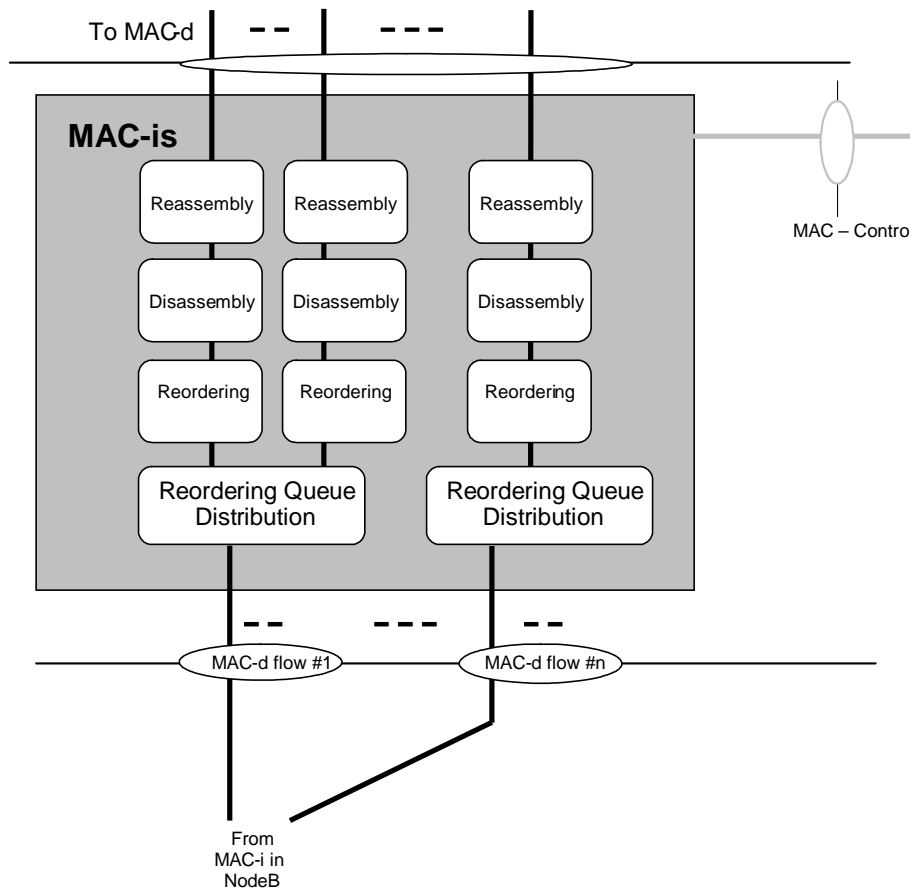 To MAC-d
MAC-is
MAC – Contro
Reassembly
Reassembly
Reassembly
Disassembly
Disassembly
Disassembly
Reordering
Reordering
Reordering
Reordering Queue
Distribution
Reordering Queue
Distribution
MAC-d flow #1
MAC-d flow #n
From
MAC-i in
NodeB